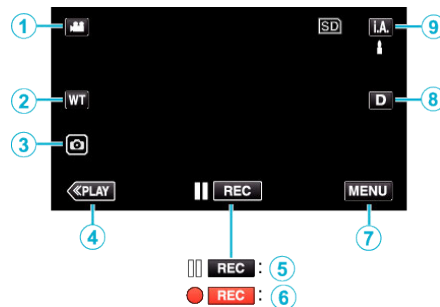 1 SD i.A. 9
2 WT D 8
3
«PLAY REC MENU
4 7
REC : 5
REC : 6